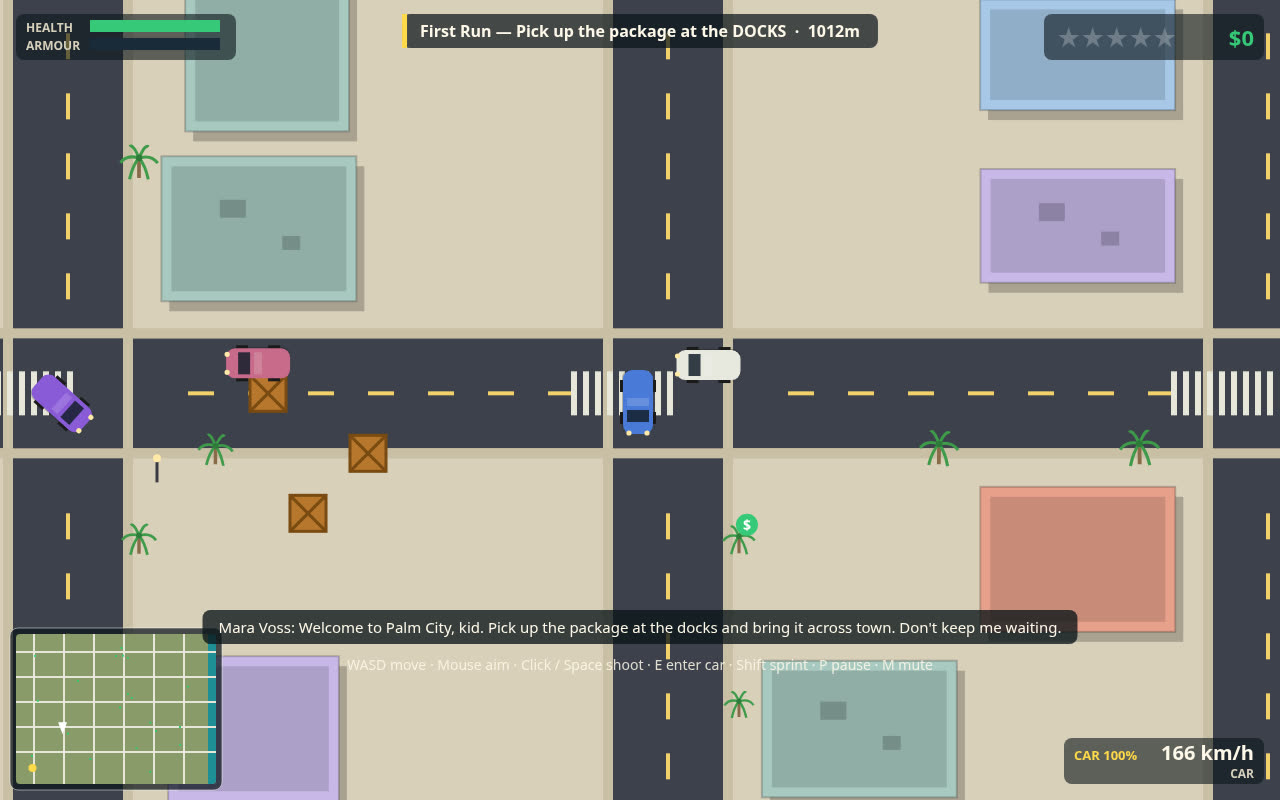 HEALTH
ARMOUR
First Run — Pick up the package at the DOCKS · 1012m
★★★★★ $0
$
Mara Voss: Welcome to Palm City, kid. Pick up the package at the docks and bring it across town. Don't keep me waiting.
WASD move · Mouse aim · Click / Space shoot · E enter car · Shift sprint · P pause · M mute
CAR 100% 166 km/h
CAR